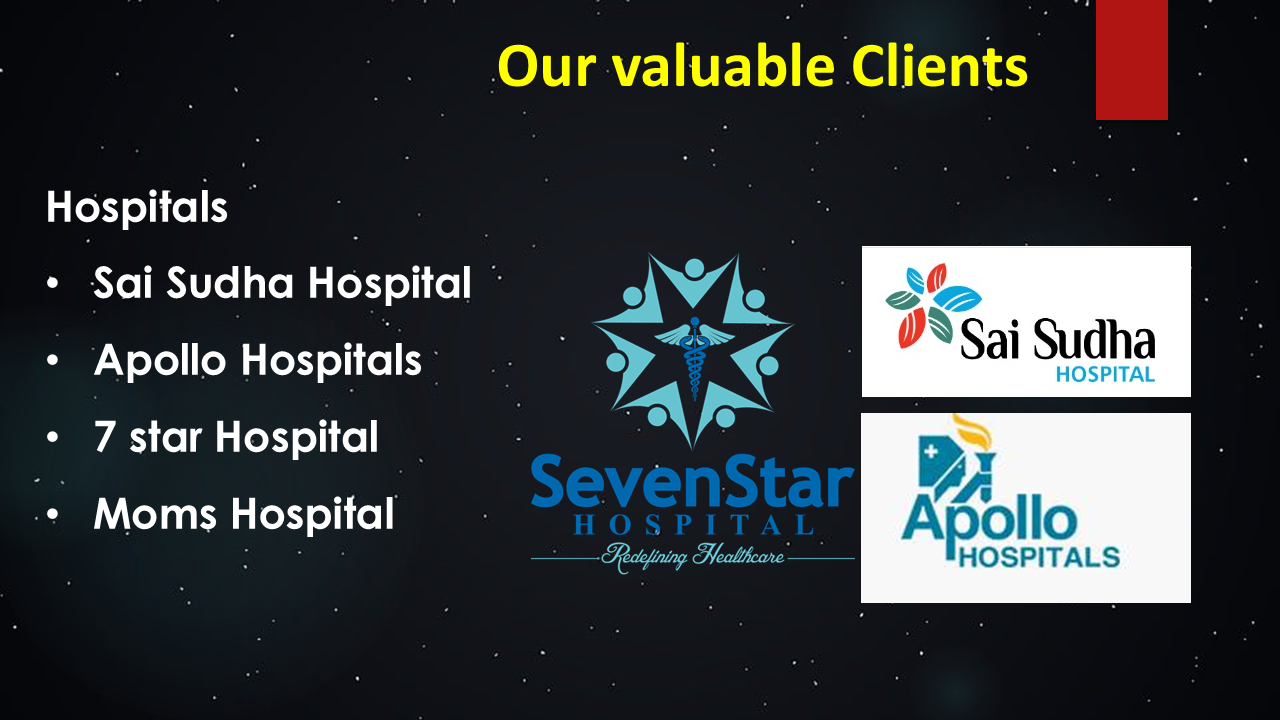 Our valuable Clients
Hospitals
• Sai Sudha Hospital
• Apollo Hospitals
• 7 star Hospital
• Moms Hospital
SevenStar
HOSPITAL
Redefining Healthcare
Sai Sudha
HOSPITAL
Apollo
HOSPITALS